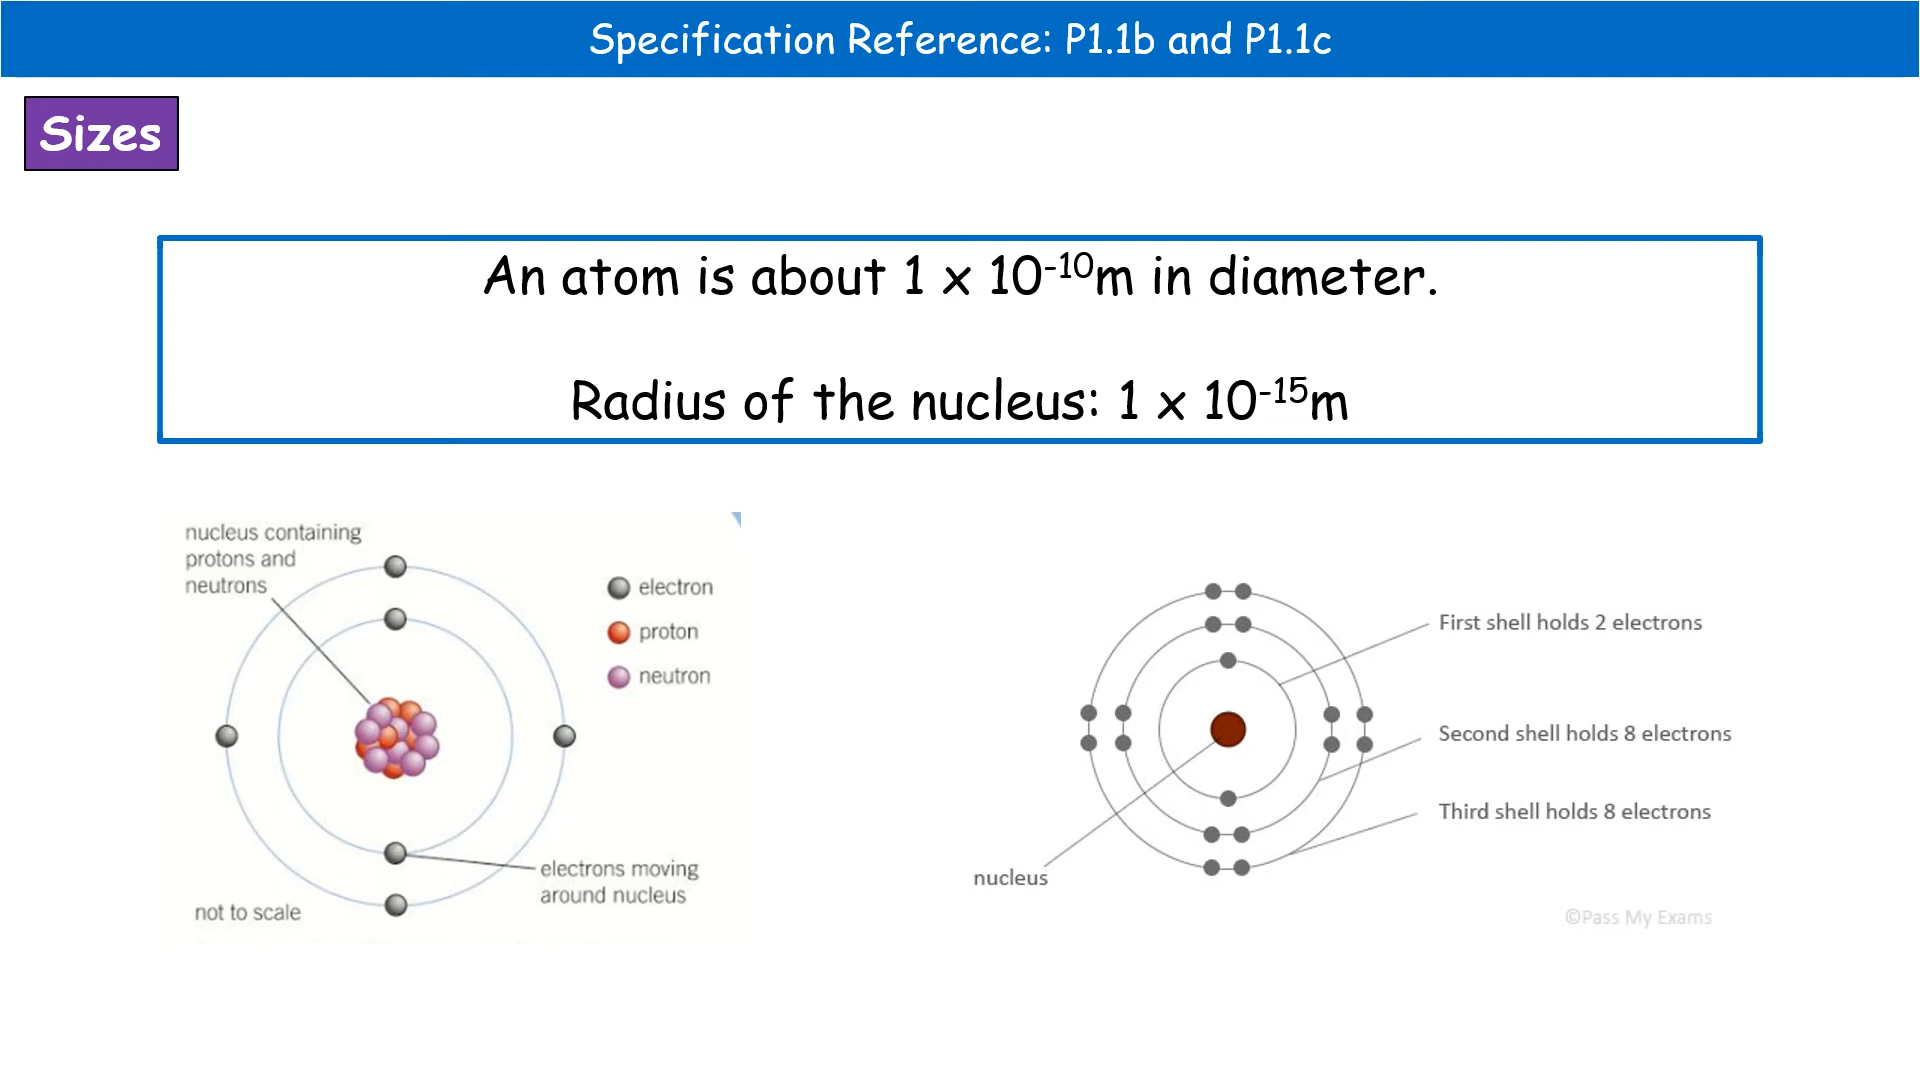 Specification Reference: P1.1b and P1.1c
Sizes
An atom is about 1 x 10⁻¹⁰m in diameter.
Radius of the nucleus: 1 x 10⁻¹⁵m
nucleus containing
protons and
neutrons
electron
proton
neutron
electrons moving
around nucleus
not to scale
First shell holds 2 electrons
Second shell holds 8 electrons
Third shell holds 8 electrons
nucleus
©Pass My Exams